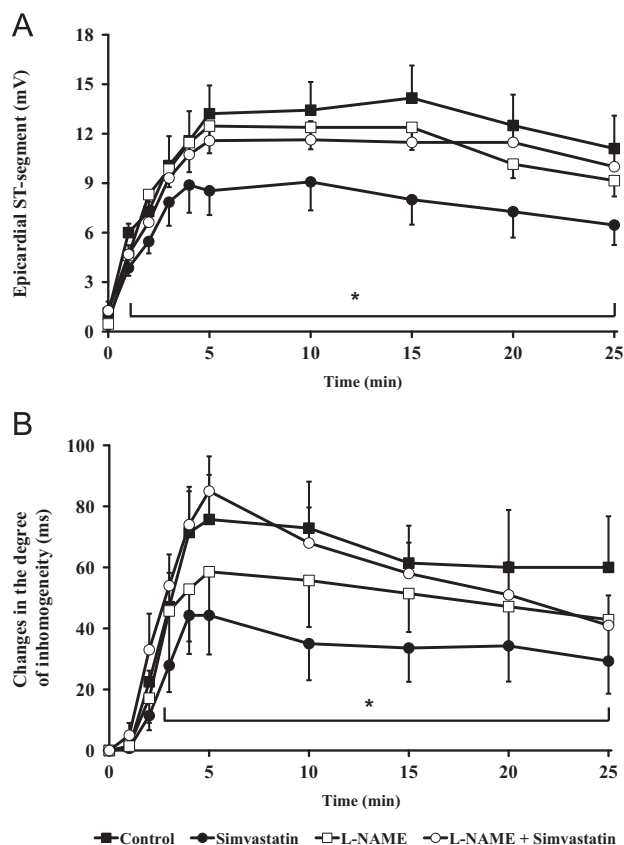 A
Epicardial ST-segment (mV)
18
15
12
9
6
3
0
*
0 5 10 15 20 25
Time (min)
B
Changes in the degree
of inhomogeneity (ms)
100
80
60
40
20
0
*
0 5 10 15 20 25
Time (min)
Control Simvastatin L-NAME L-NAME + Simvastatin